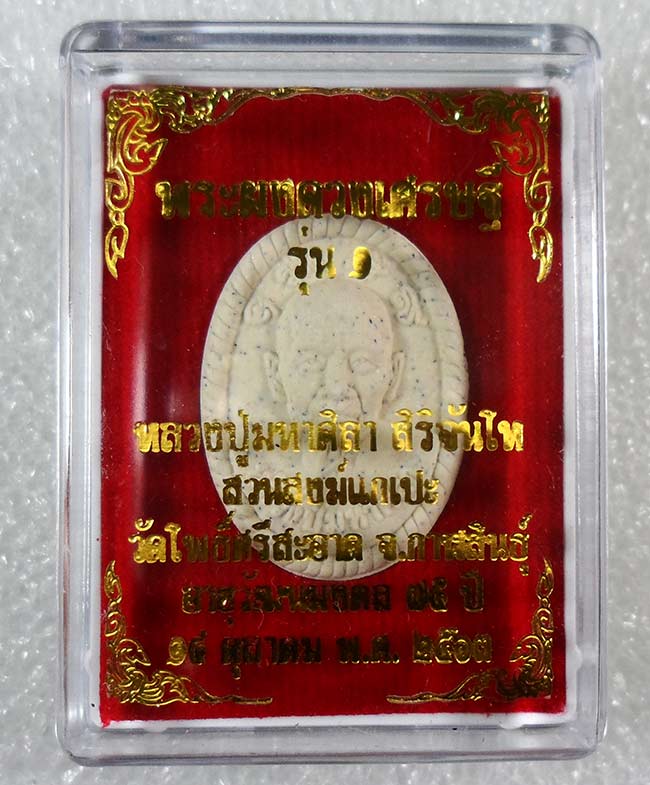 พระผงดวงเศรษฐี
รุ่น ๑
หลวงปู่มหาศิลา สิริจันโท
สวนสงฆ์แกเปะ
วัดโพธิ์ศรีสะอาด จ.กาฬสินธุ์
อายุวัฒนมงคล ๗๕ ปี
๑๔ ตุลาคม พ.ศ. ๒๕๖๓